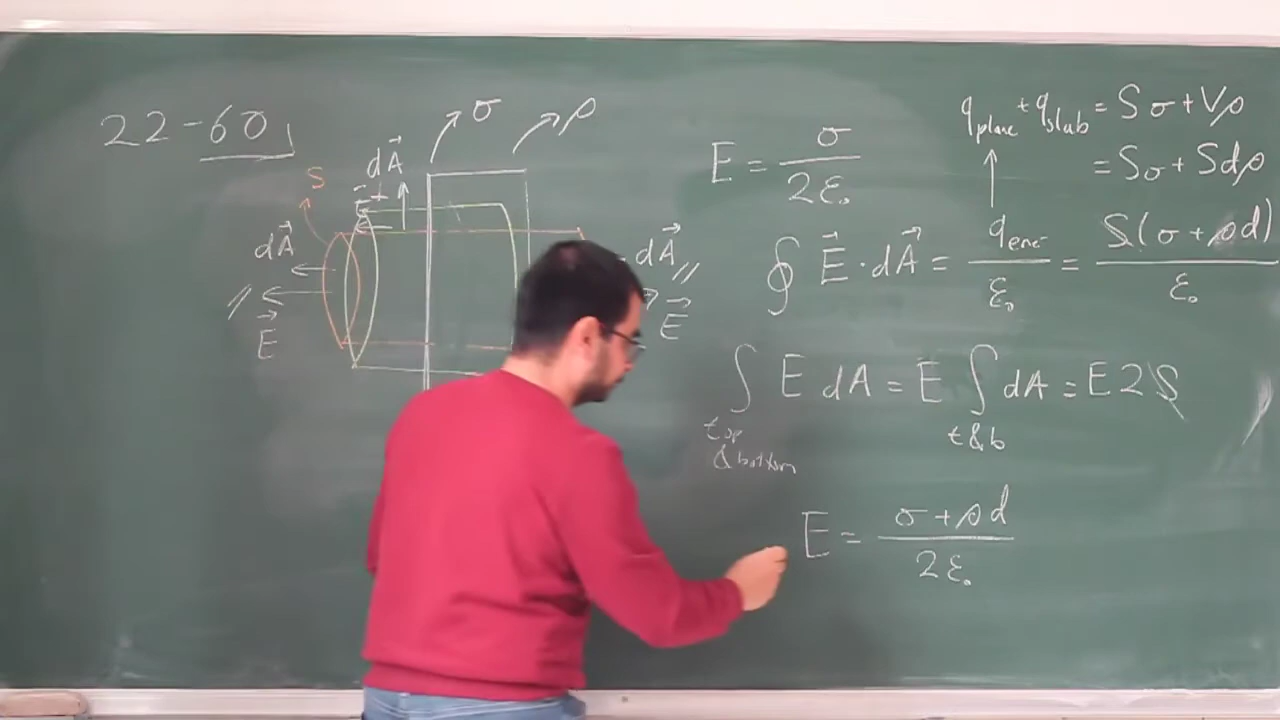 22-60
σ
ρ
dA⃗
S
E⃗
dA⃗
//
E⃗
dA⃗ //
E⃗
E = σ / 2ε₀
q_plane + q_slab = Sσ + Vρ
= Sσ + Sdρ
∮ E⃗ · dA⃗ = q_enc / ε₀ = S(σ + ρd) / ε₀
∫ E dA = E ∫ dA = E 2 S
top & bottom
t & b
E = σ + ρd / 2ε₀